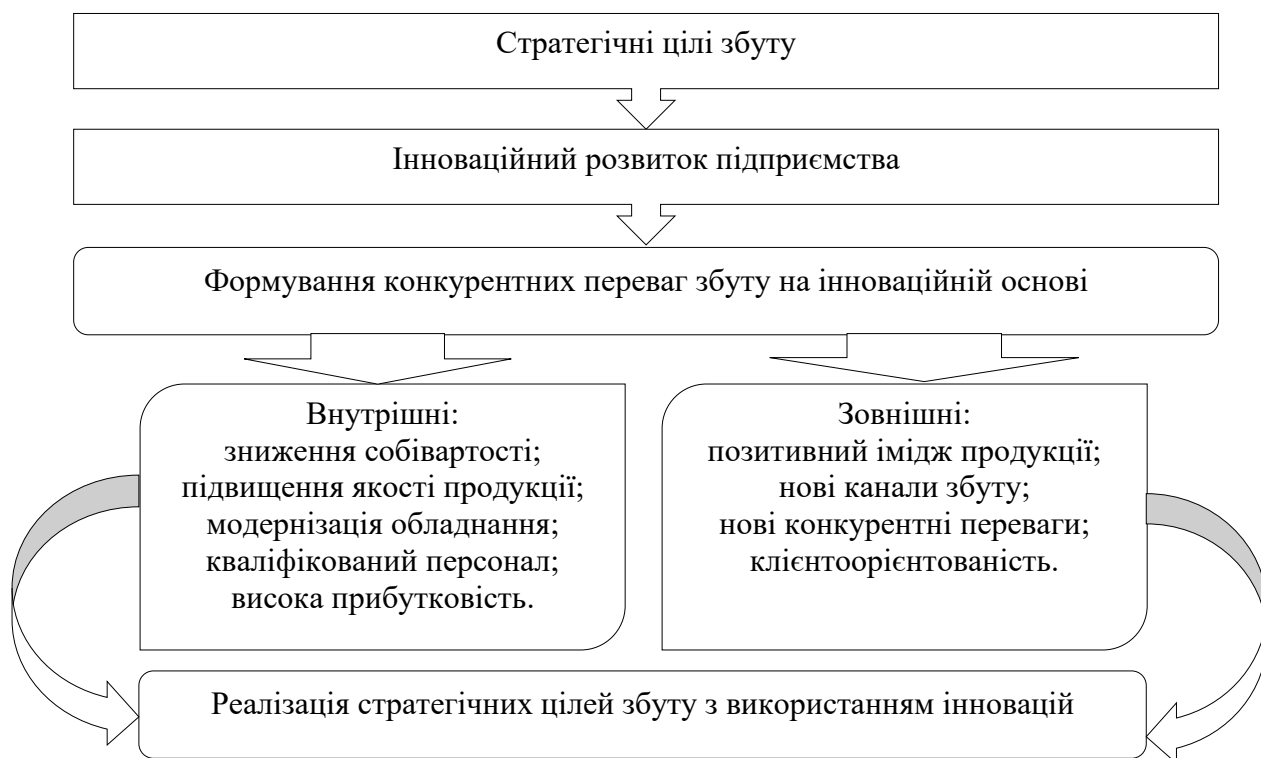 Стратегічні цілі збуту
Інноваційний розвиток підприємства
Формування конкурентних переваг збуту на інноваційній основі
Внутрішні:
зниження собівартості;
підвищення якості продукції;
модернізація обладнання;
кваліфікований персонал;
висока прибутковість.
Зовнішні:
позитивний імідж продукції;
нові канали збуту;
нові конкурентні переваги;
клієнтоорієнтованість.
Реалізація стратегічних цілей збуту з використанням інновацій